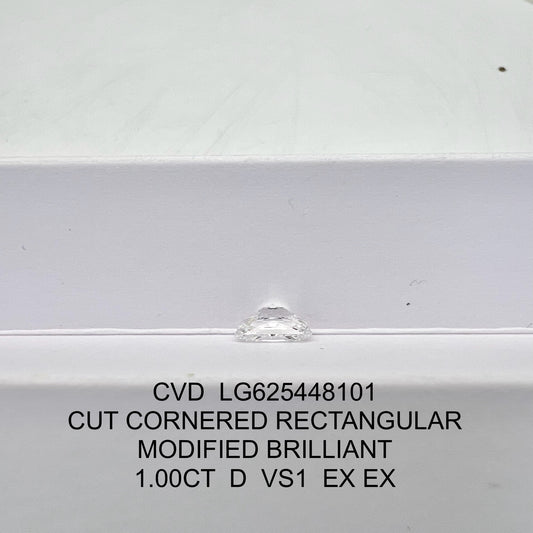 CVD LG625448101
CUT CORNERED RECTANGULAR
MODIFIED BRILLIANT
1.00CT D VS1 EX EX